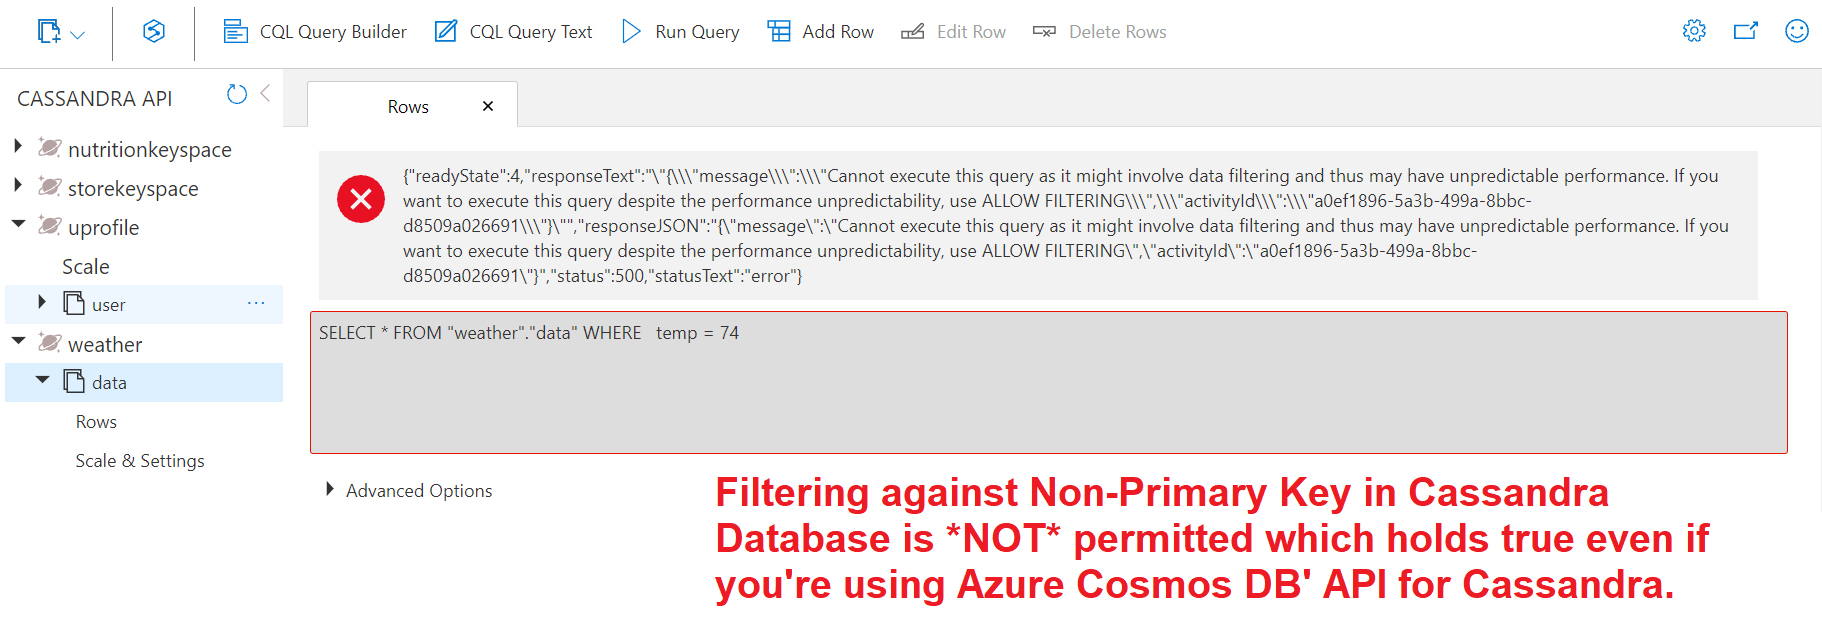 CQL Query Builder
CQL Query Text
Run Query
Add Row
Edit Row
Delete Rows
CASSANDRA API
nutritionkeyspace
storekeyspace
uprofile
Scale
user
...
weather
data
Rows
Scale & Settings
Rows
{"readyState":4,"responseText":"\"{\\\"message\\\":\\\"Cannot execute this query as it might involve data filtering and thus may have unpredictable performance. If you
want to execute this query despite the performance unpredictability, use ALLOW FILTERING\\\",\\\"activityId\\\":\\\"a0ef1896-5a3b-499a-8bbc-
d8509a026691\\\"}\"","responseJSON":"{\"message\":\"Cannot execute this query as it might involve data filtering and thus may have unpredictable performance. If you
want to execute this query despite the performance unpredictability, use ALLOW FILTERING\",\"activityId\":\"a0ef1896-5a3b-499a-8bbc-
d8509a026691\"}","status":500,"statusText":"error"}
SELECT * FROM "weather"."data" WHERE   temp = 74
Advanced Options
Filtering against Non-Primary Key in Cassandra
Database is *NOT* permitted which holds true even if
you're using Azure Cosmos DB' API for Cassandra.